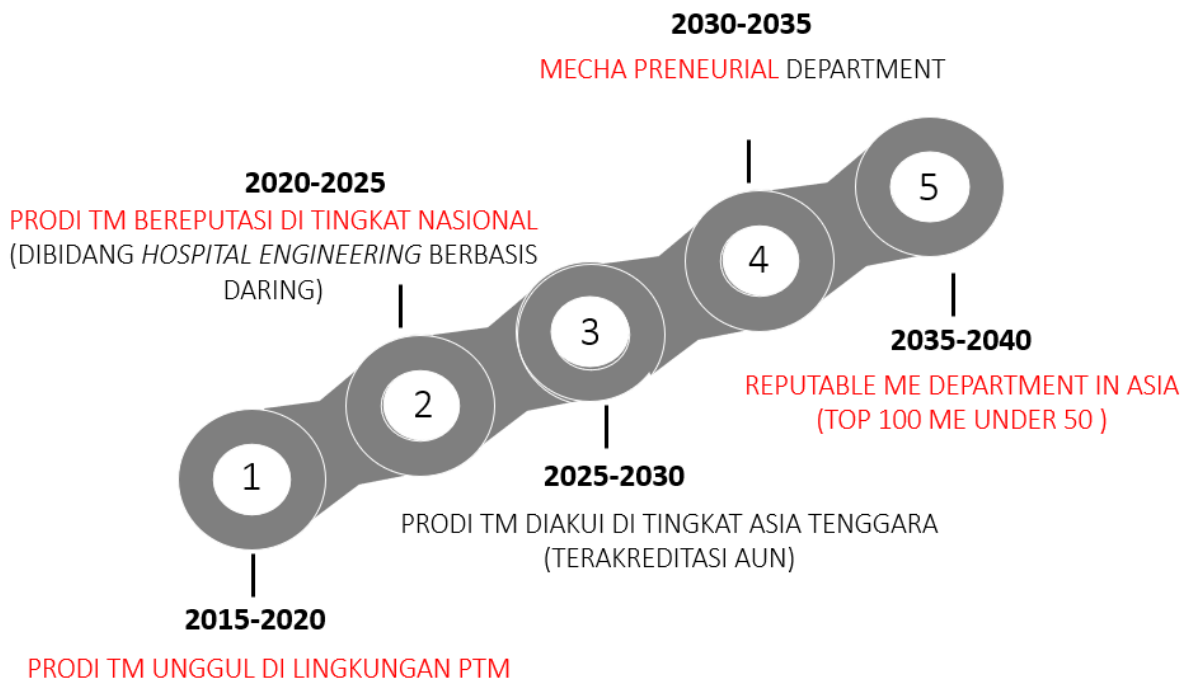 2030-2035
MECHA PRENEURIAL DEPARTMENT
2020-2025
PRODI TM BEREPUTASI DI TINGKAT NASIONAL
(DIBIDANG HOSPITAL ENGINEERING BERBASIS
DARING)
5
4
3
2
1
2035-2040
REPUTABLE ME DEPARTMENT IN ASIA
(TOP 100 ME UNDER 50 )
2025-2030
PRODI TM DIAKUI DI TINGKAT ASIA TENGGARA
(TERAKREDITASI AUN)
2015-2020
PRODI TM UNGGUL DI LINGKUNGAN PTM